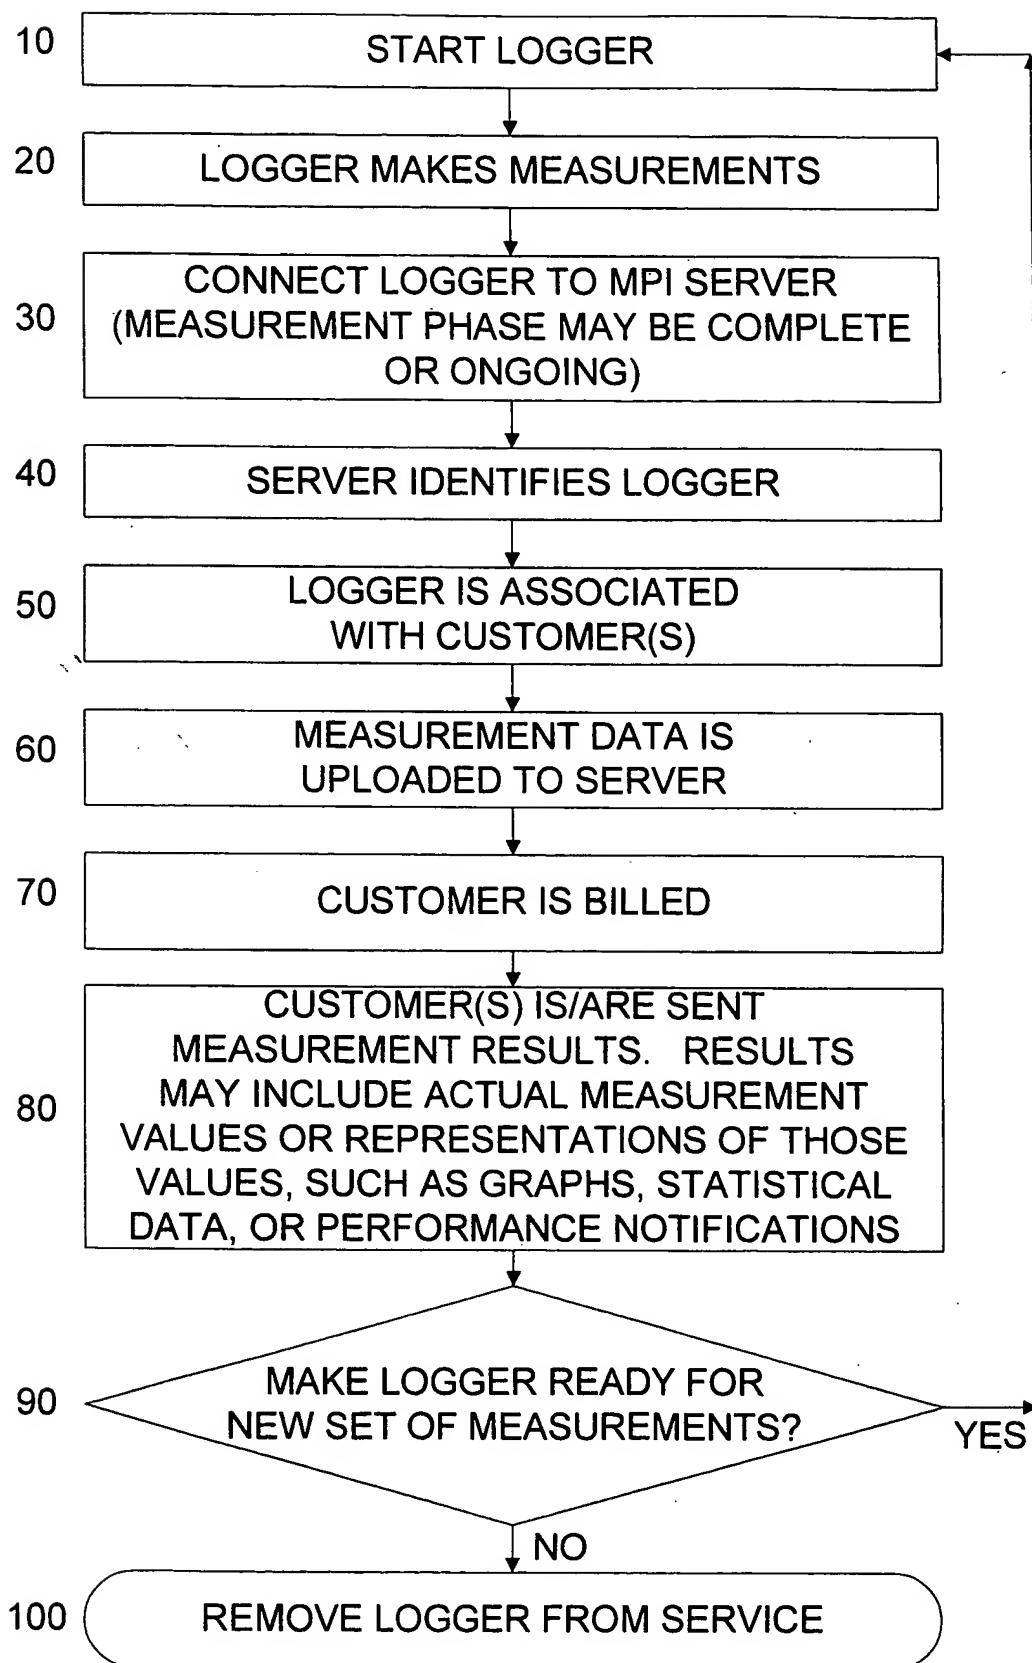 10
START LOGGER
20
LOGGER MAKES MEASUREMENTS
30
CONNECT LOGGER TO MPI SERVER
(MEASUREMENT PHASE MAY BE COMPLETE
OR ONGOING)
40
SERVER IDENTIFIES LOGGER
50
LOGGER IS ASSOCIATED
WITH CUSTOMER(S)
60
MEASUREMENT DATA IS
UPLOADED TO SERVER
70
CUSTOMER IS BILLED
80
CUSTOMER(S) IS/ARE SENT
MEASUREMENT RESULTS. RESULTS
MAY INCLUDE ACTUAL MEASUREMENT
VALUES OR REPRESENTATIONS OF THOSE
VALUES, SUCH AS GRAPHS, STATISTICAL
DATA, OR PERFORMANCE NOTIFICATIONS
90
MAKE LOGGER READY FOR
NEW SET OF MEASUREMENTS?
YES
NO
100
REMOVE LOGGER FROM SERVICE